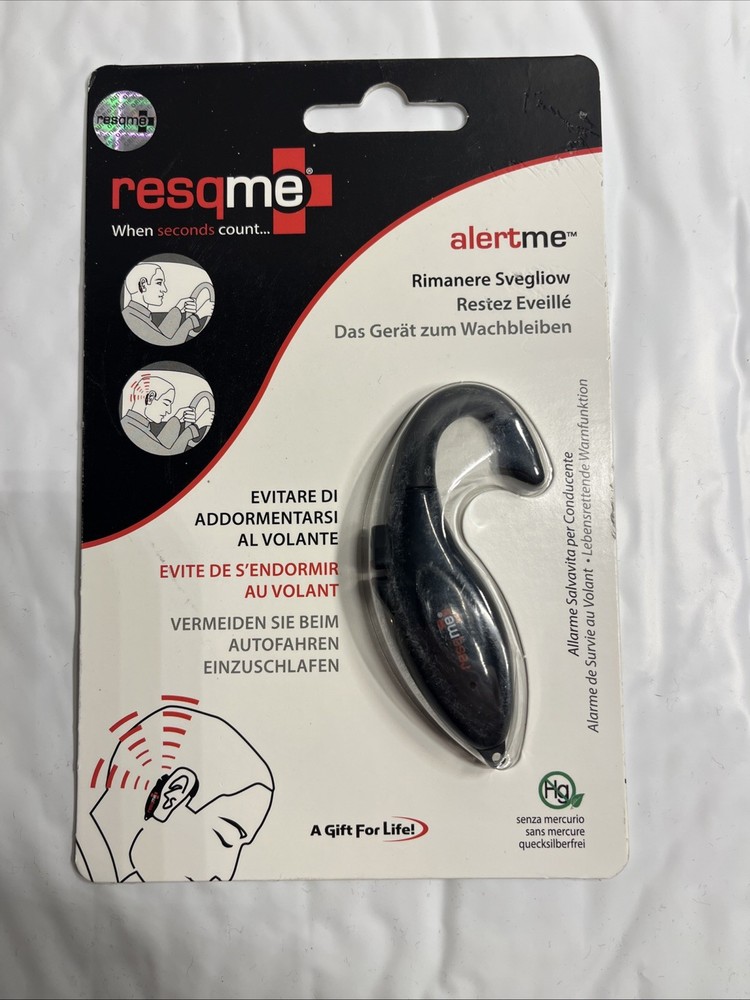 resqme
resqme®
When seconds count...
alertme™
Rimanere Svegliow
Restez Eveillé
Das Gerät zum Wachbleiben
EVITARE DI
ADDORMENTARSI
AL VOLANTE
EVITE DE S'ENDORMIR
AU VOLANT
VERMEIDEN SIE BEIM
AUTOFAHREN
EINZUSCHLAFEN
resqme
Allarme Salvavita per Conducente
Alarme de Survie au Volant • Lebensrettende Warnfunktion
A Gift For Life!
Hg
senza mercurio
sans mercure
quecksilberfrei